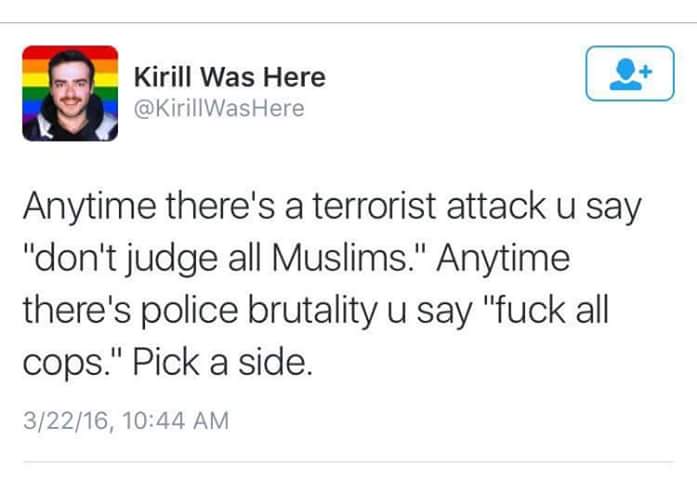 Kirill Was Here
@KirillWasHere
Anytime there's a terrorist attack u say
"don't judge all Muslims." Anytime
there's police brutality u say "fuck all
cops." Pick a side.
3/22/16, 10:44 AM